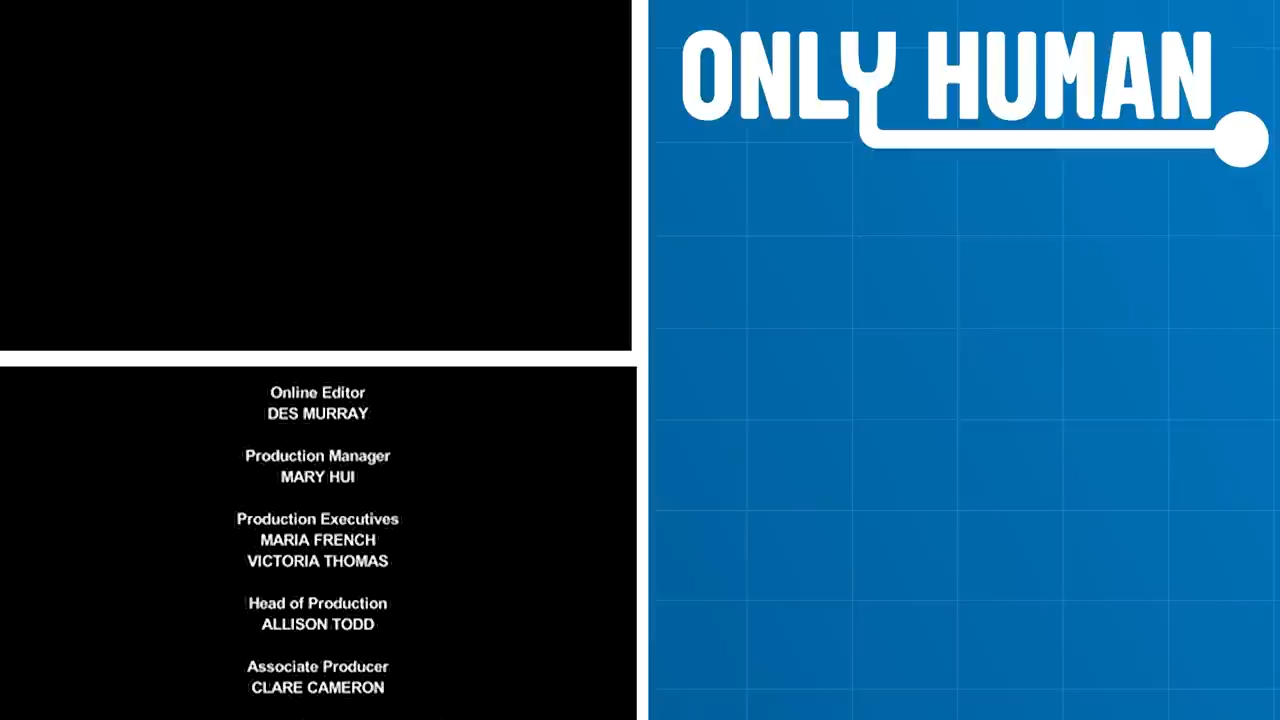 ONLY HUMAN
Online Editor
DES MURRAY
Production Manager
MARY HUI
Production Executives
MARIA FRENCH
VICTORIA THOMAS
Head of Production
ALLISON TODD
Associate Producer
CLARE CAMERON